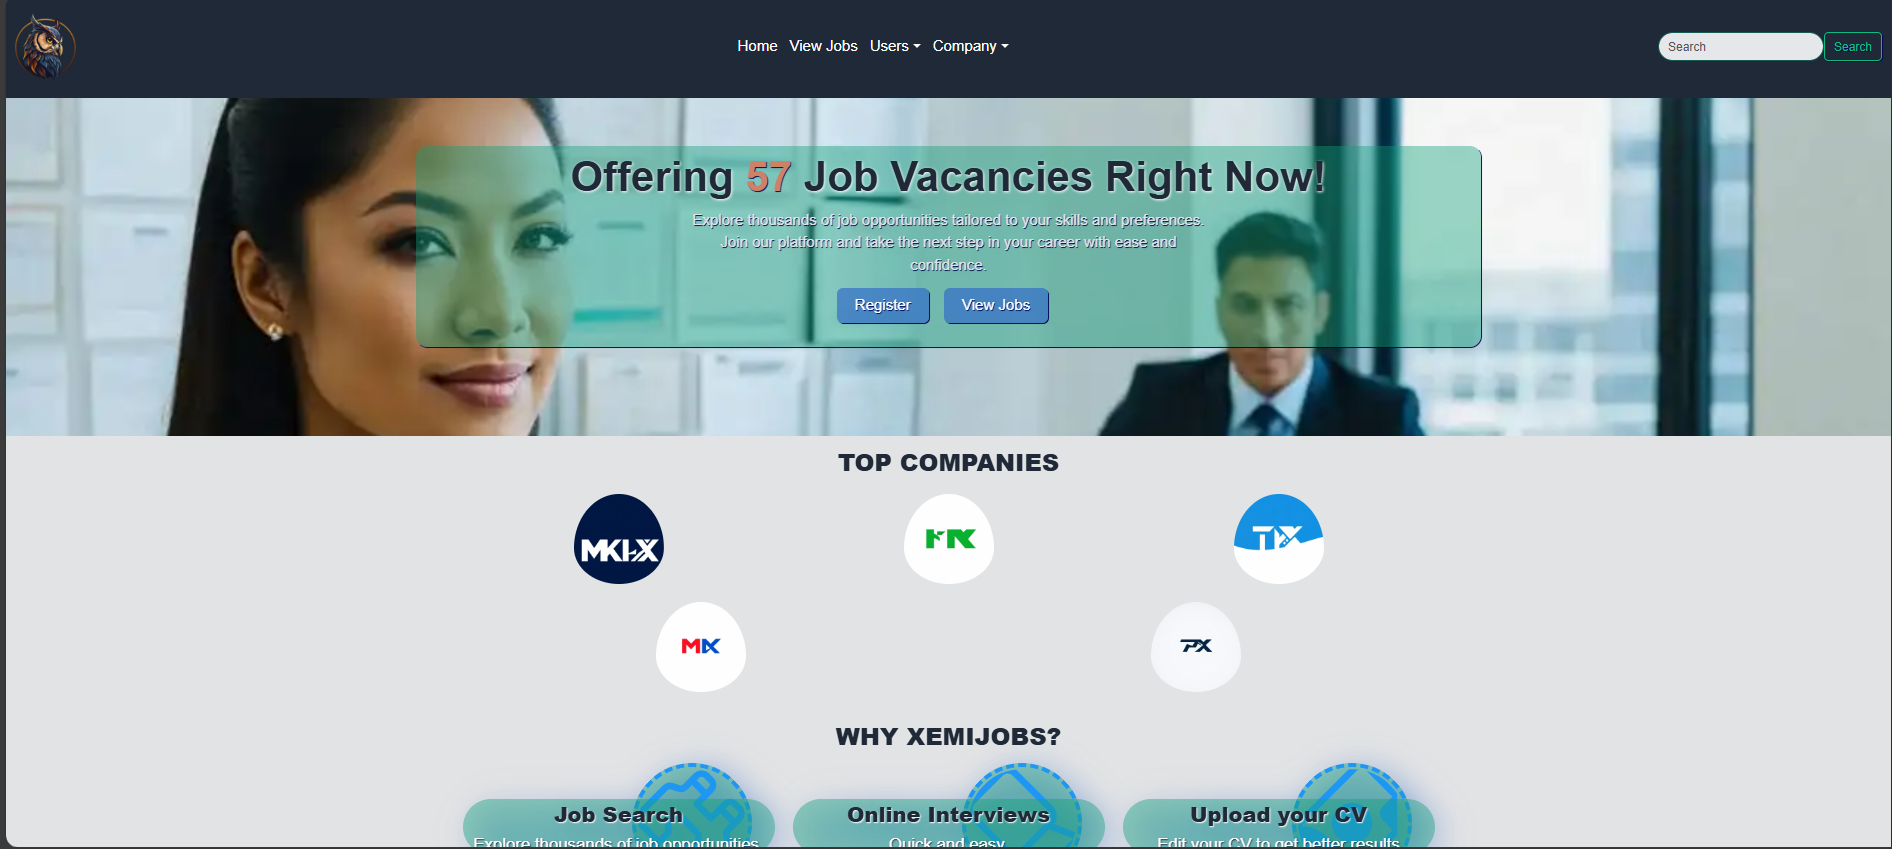 Home View Jobs Users Company Search Search
Offering 57 Job Vacancies Right Now!
Explore thousands of job opportunities tailored to your skills and preferences.
Join our platform and take the next step in your career with ease and
confidence.
Register View Jobs
TOP COMPANIES
TX
MK
PX
WHY XEMIJOBS?
Job Search Online Interviews Upload your CV
Explore thousands of job opportunities Quick and easy Edit your CV to get better results